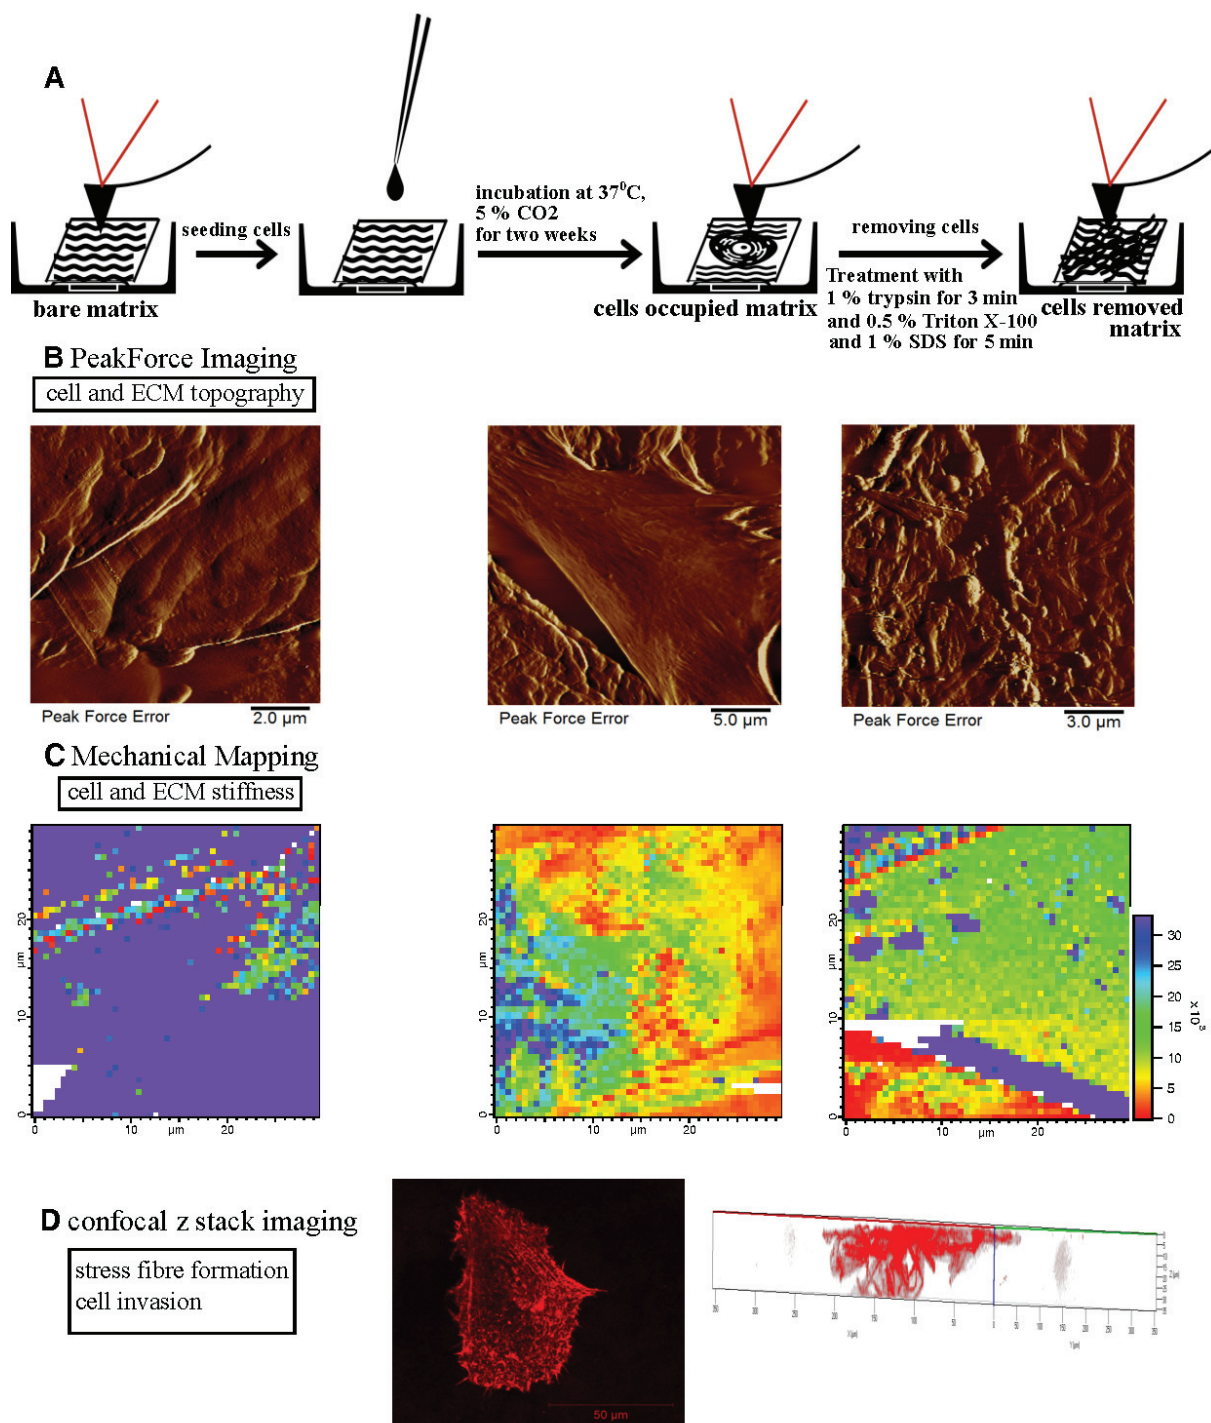 A
seeding cells
incubation at 37⁰C,
5 % CO2
for two weeks
removing cells
Treatment with
1 % trypsin for 3 min
and 0.5 % Triton X-100
and 1 % SDS for 5 min
bare matrix
cells occupied matrix
cells removed
matrix
B PeakForce Imaging
cell and ECM topography
Peak Force Error
2.0 µm
Peak Force Error
5.0 µm
Peak Force Error
3.0 µm
C Mechanical Mapping
cell and ECM stiffness
20
µm
10
0
0
µm
20
20
µm
10
0
0
10
µm
20
20
µm
10
0
0
10
µm
20
30
25
20
15
10
5
0
x10³
D confocal z stack imaging
stress fibre formation
cell invasion
50 µm